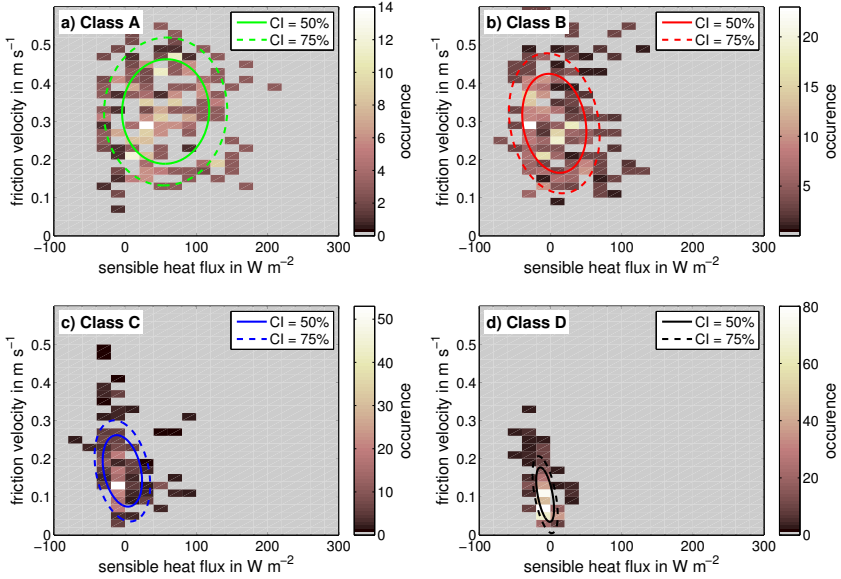 a) Class A
CI = 50%
CI = 75%
friction velocity in m s⁻¹
0
0.1
0.2
0.3
0.4
0.5
-100
0
100
200
300
sensible heat flux in W m⁻²
0
2
4
6
8
10
12
14
occurence
b) Class B
CI = 50%
CI = 75%
friction velocity in m s⁻¹
0
0.1
0.2
0.3
0.4
0.5
-100
0
100
200
300
sensible heat flux in W m⁻²
5
10
15
20
occurence
c) Class C
CI = 50%
CI = 75%
friction velocity in m s⁻¹
0
0.1
0.2
0.3
0.4
0.5
-100
0
100
200
300
sensible heat flux in W m⁻²
0
10
20
30
40
50
occurence
d) Class D
CI = 50%
CI = 75%
friction velocity in m s⁻¹
0
0.1
0.2
0.3
0.4
0.5
-100
0
100
200
300
sensible heat flux in W m⁻²
0
20
40
60
80
occurence